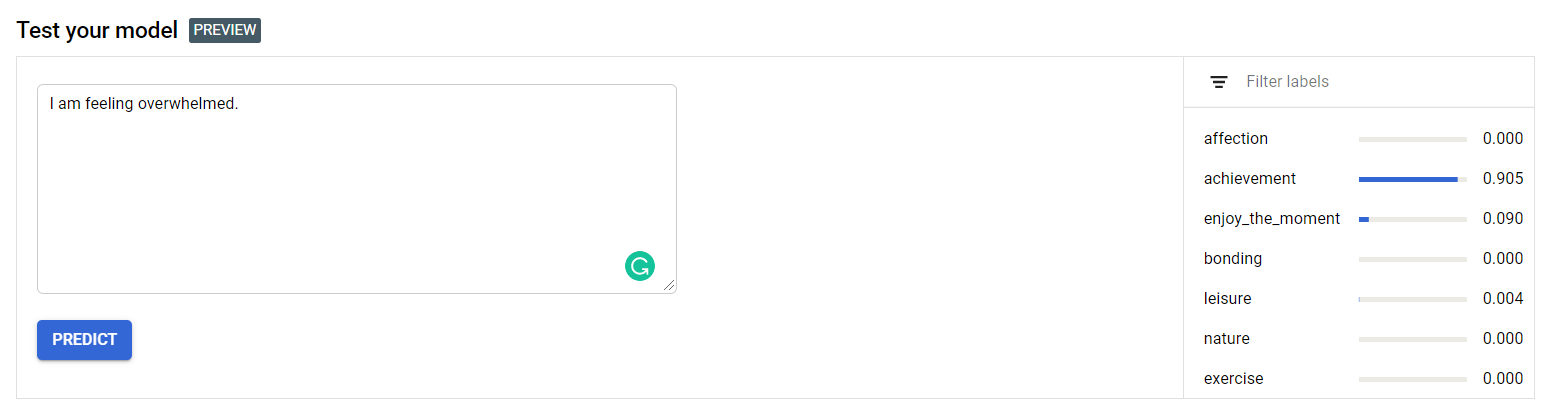 Test your model PREVIEW
I am feeling overwhelmed.
PREDICT
Filter labels
affection 0.000
achievement 0.905
enjoy_the_moment 0.090
bonding 0.000
leisure 0.004
nature 0.000
exercise 0.000